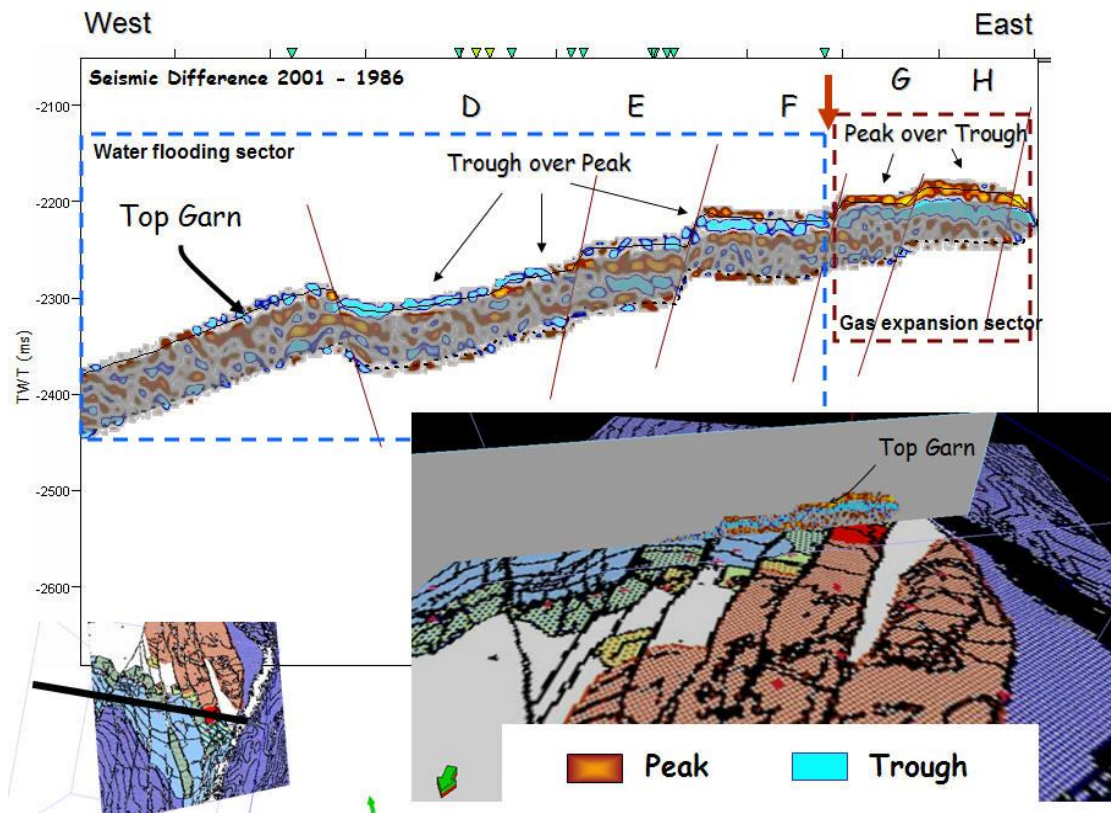 West
East
Seismic Difference 2001 - 1986
D
E
F
G
H
Water flooding sector
Trough over Peak
Peak over Trough
Top Garn
Gas expansion sector
TWT (ms)
-2100
-2200
-2300
-2400
-2500
-2600
Top Garn
Peak
Trough